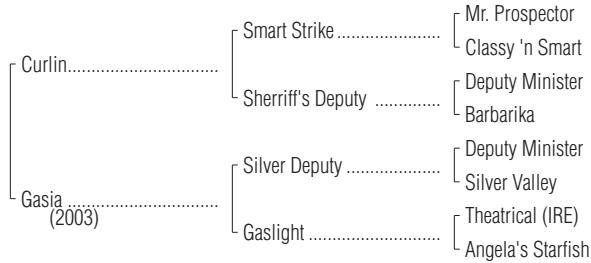 Mr. Prospector
Smart Strike ....................
Classy 'n Smart
Curlin..............................
Deputy Minister
Sherriff's Deputy .............
Barbarika
Deputy Minister
Silver Deputy ...................
Silver Valley
Gasia ..............................
(2003)
Theatrical (IRE)
Gaslight ..........................
Angela's Starfish